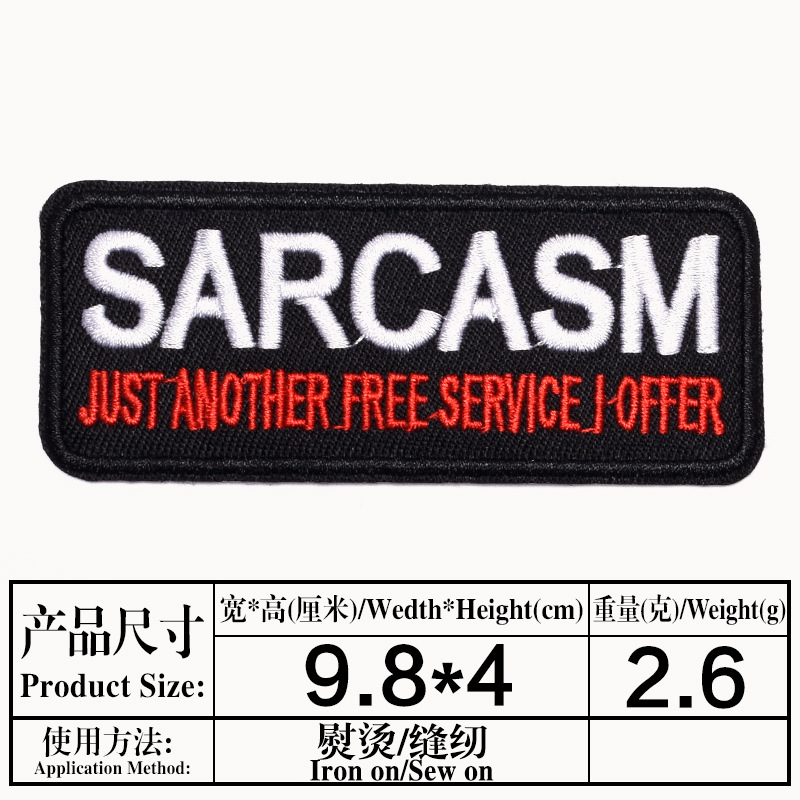 SARCASM
JUST ANOTHER FREE SERVICE I OFFER
产品尺寸
Product Size:
宽*高(厘米)/Wedth*Height(cm)
重量(克)/Weight(g)
9.8*4
2.6
使用方法:
Application Method:
熨烫/缝纫
Iron on/Sew on